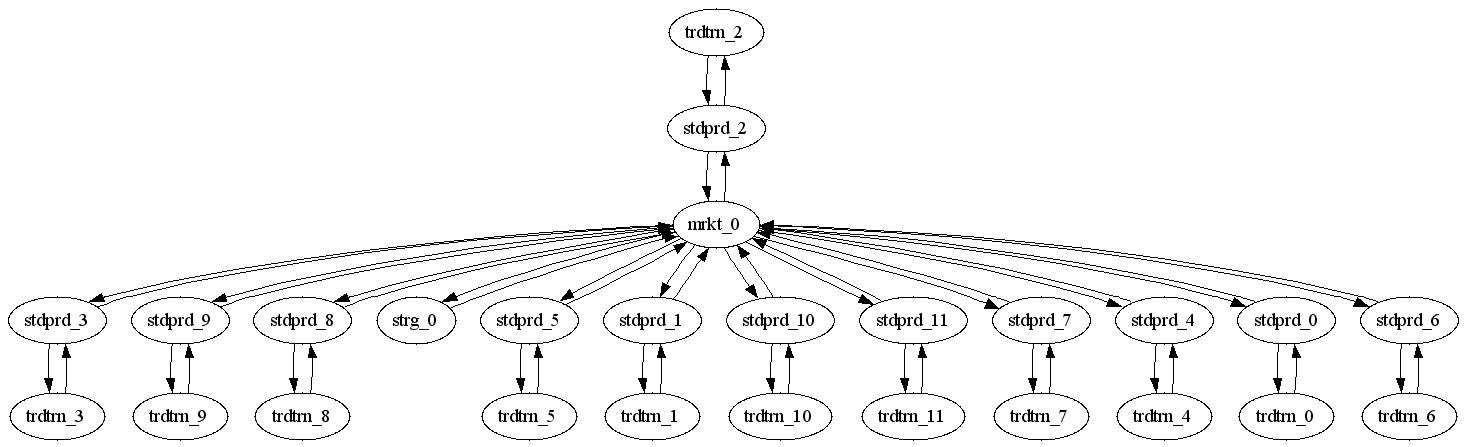 trdtrn_2
stdprd_2
mrkt_0
stdprd_3 stdprd_9 stdprd_8 strg_0 stdprd_5 stdprd_1 stdprd_10 stdprd_11 stdprd_7 stdprd_4 stdprd_0 stdprd_6
trdtrn_3 trdtrn_9 trdtrn_8 trdtrn_5 trdtrn_1 trdtrn_10 trdtrn_11 trdtrn_7 trdtrn_4 trdtrn_0 trdtrn_6